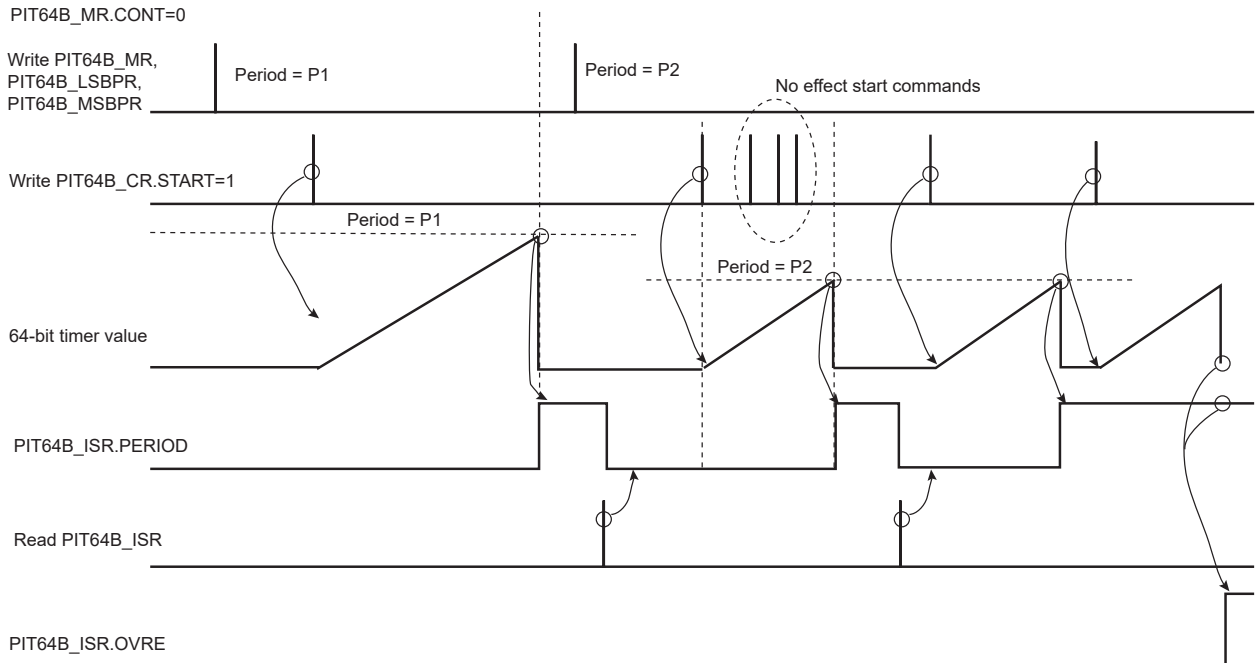 PIT64B_MR.CONT=0
Write PIT64B_MR,
PIT64B_LSBPR,
PIT64B_MSBPR
Period = P1
Period = P2
No effect start commands
Write PIT64B_CR.START=1
Period = P1
Period = P2
64-bit timer value
PIT64B_ISR.PERIOD
Read PIT64B_ISR
PIT64B_ISR.OVRE